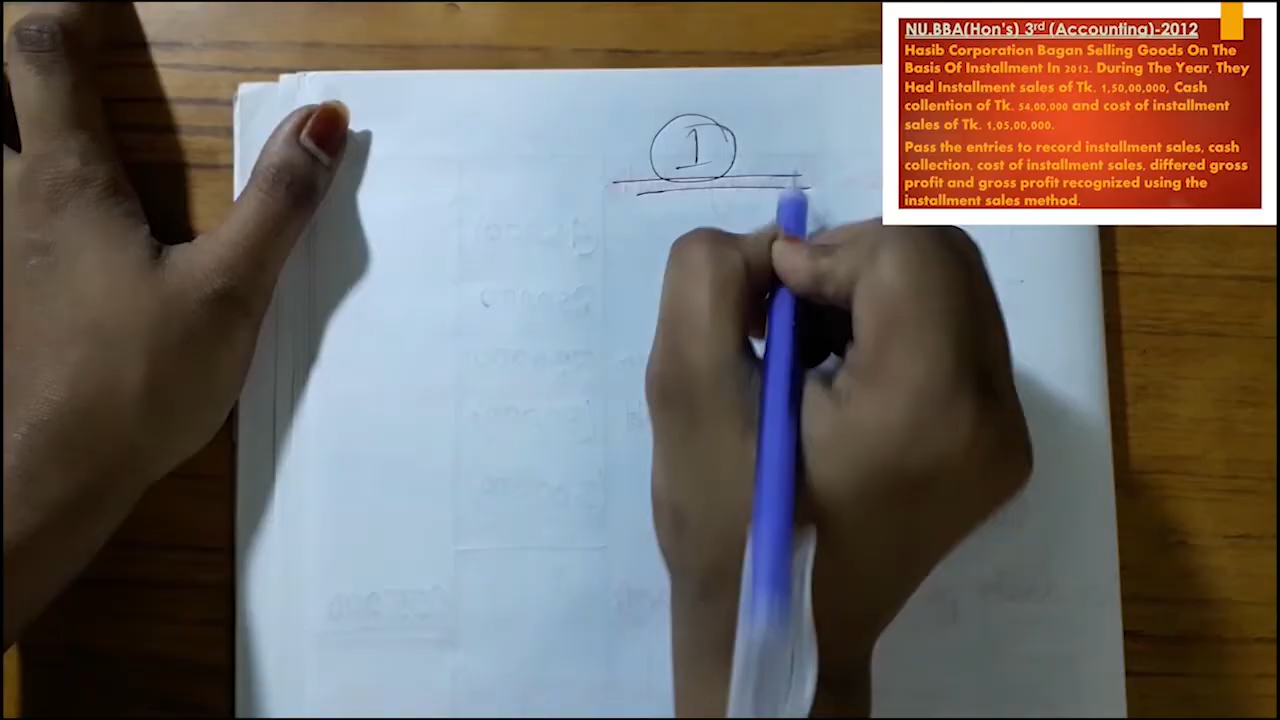 NU.BBA(Hon's) 3rd (Accounting)-2012
Hasib Corporation Bagan Selling Goods On The
Basis Of Installment In 2012. During The Year, They
Had Installment sales of Tk. 1,50,00,000, Cash
collention of Tk. 54,00,000 and cost of installment
sales of Tk. 1,05,00,000.
Pass the entries to record installment sales, cash
collection, cost of installment sales, differed gross
profit and gross profit recognized using the
installment sales method.
1